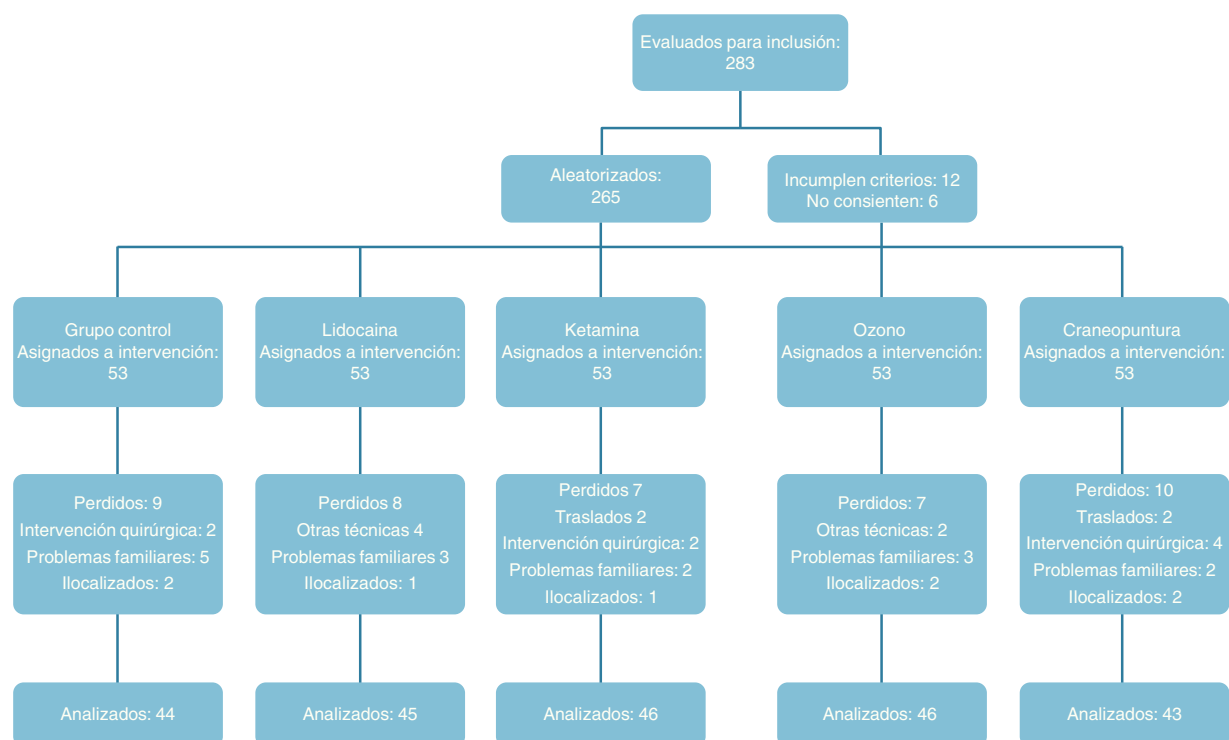 Evaluados para inclusión:
283
Aleatorizados:
265
Incumplen criterios: 12
No consienten: 6
Grupo control
Asignados a intervención:
53
Lidocaina
Asignados a intervención:
53
Ketamina
Asignados a intervención:
53
Ozono
Asignados a intervención:
53
Craneopuntura
Asignados a intervención:
53
Perdidos: 9
Intervención quirúrgica: 2
Problemas familiares: 5
Ilocalizados: 2
Perdidos 8
Otras técnicas 4
Problemas familiares 3
Ilocalizados: 1
Perdidos 7
Traslados 2
Intervención quirúrgica: 2
Problemas familiares: 2
Ilocalizados: 1
Perdidos: 7
Otras técnicas: 2
Problemas familiares: 3
Ilocalizados: 2
Perdidos: 10
Traslados: 2
Intervención quirúrgica: 4
Problemas familiares: 2
Ilocalizados: 2
Analizados: 44
Analizados: 45
Analizados: 46
Analizados: 46
Analizados: 43